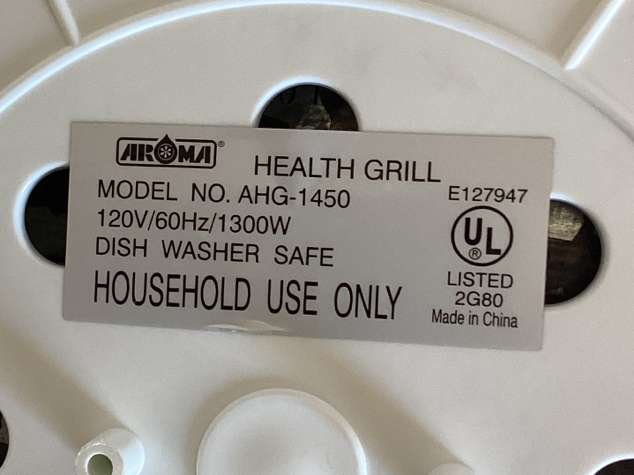 AROMA®
HEALTH GRILL
MODEL NO. AHG-1450
120V/60Hz/1300W
DISH WASHER SAFE
HOUSEHOLD USE ONLY
E127947
UL ®
LISTED
2G80
Made in China